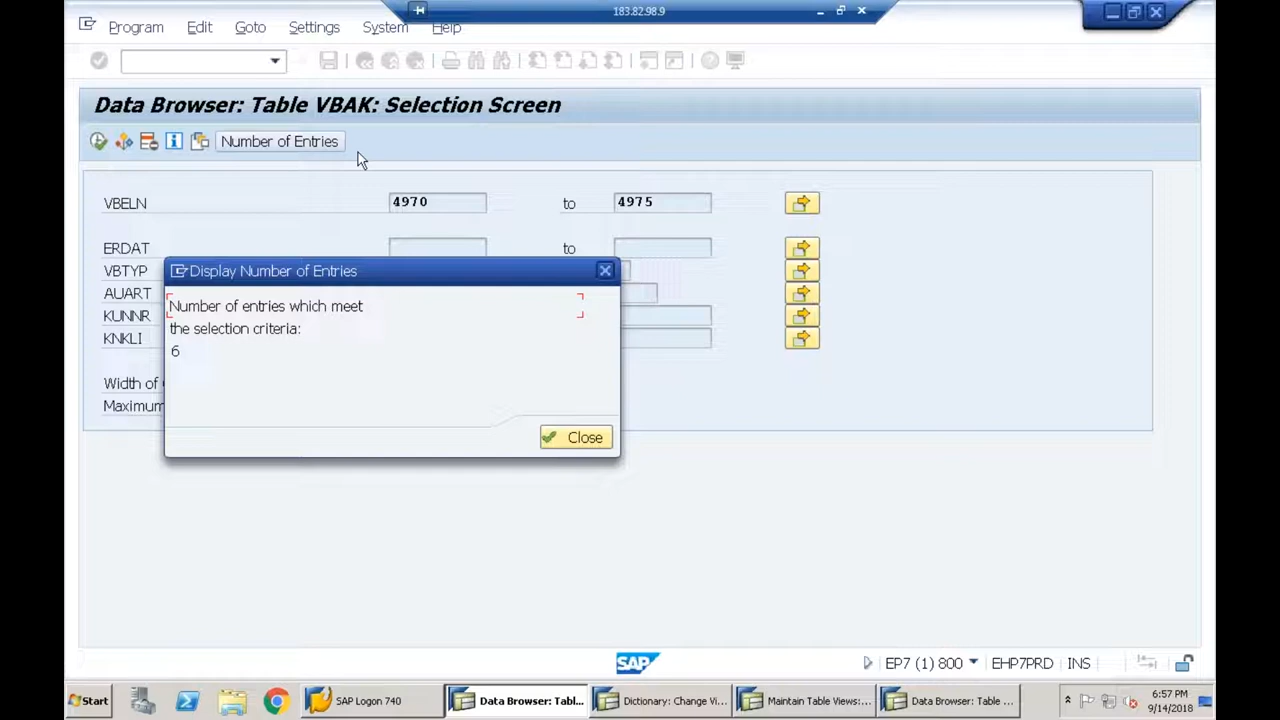 183.82.98.9
Program Edit Goto Settings System Help
Data Browser: Table VBAK: Selection Screen
Number of Entries
VBELN 4970 to 4975
ERDAT to
Display Number of Entries
VBTYP
AUART
Number of entries which meet
KUNNR
the selection criteria:
KNKLI
6
Width of
Maximum
Close
SAP EP7 (1) 800 EHP7PRD INS
Start SAP Logon 740 Data Browser: Tabl... Dictionary: Change Vi... Maintain Table Views:... Data Browser: Table ... 6:57 PM
9/14/2018